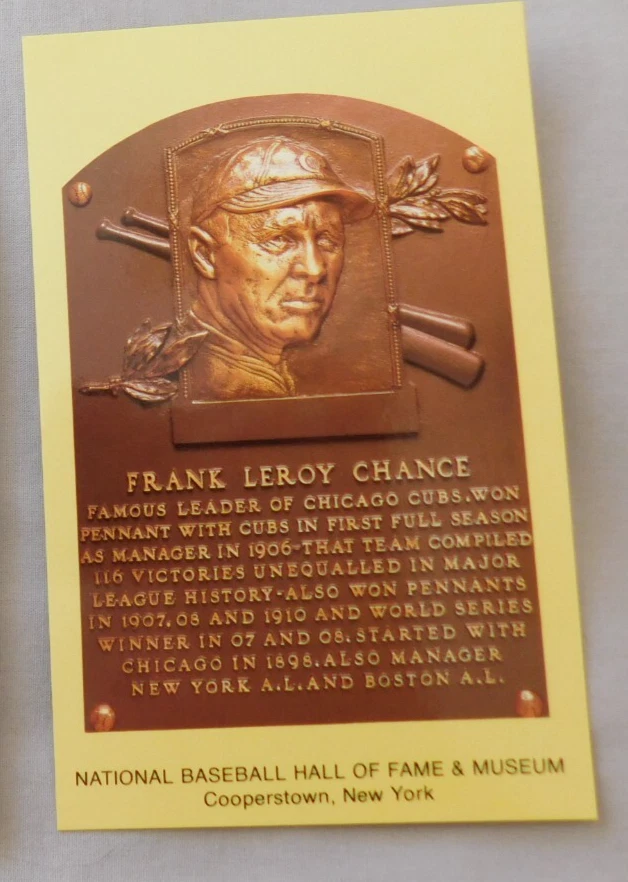 FRANK LEROY CHANCE
FAMOUS LEADER OF CHICAGO CUBS.WON
PENNANT WITH CUBS IN FIRST FULL SEASON
AS MANAGER IN 1906-THAT TEAM COMPILED
116 VICTORIES UNEQUALLED IN MAJOR
LEAGUE HISTORY-ALSO WON PENNANTS
IN 1907,08 AND 1910 AND WORLD SERIES
WINNER IN 07 AND 08.STARTED WITH
CHICAGO IN 1898.ALSO MANAGER
NEW YORK A.L.AND BOSTON A.L.
NATIONAL BASEBALL HALL OF FAME & MUSEUM
Cooperstown, New York